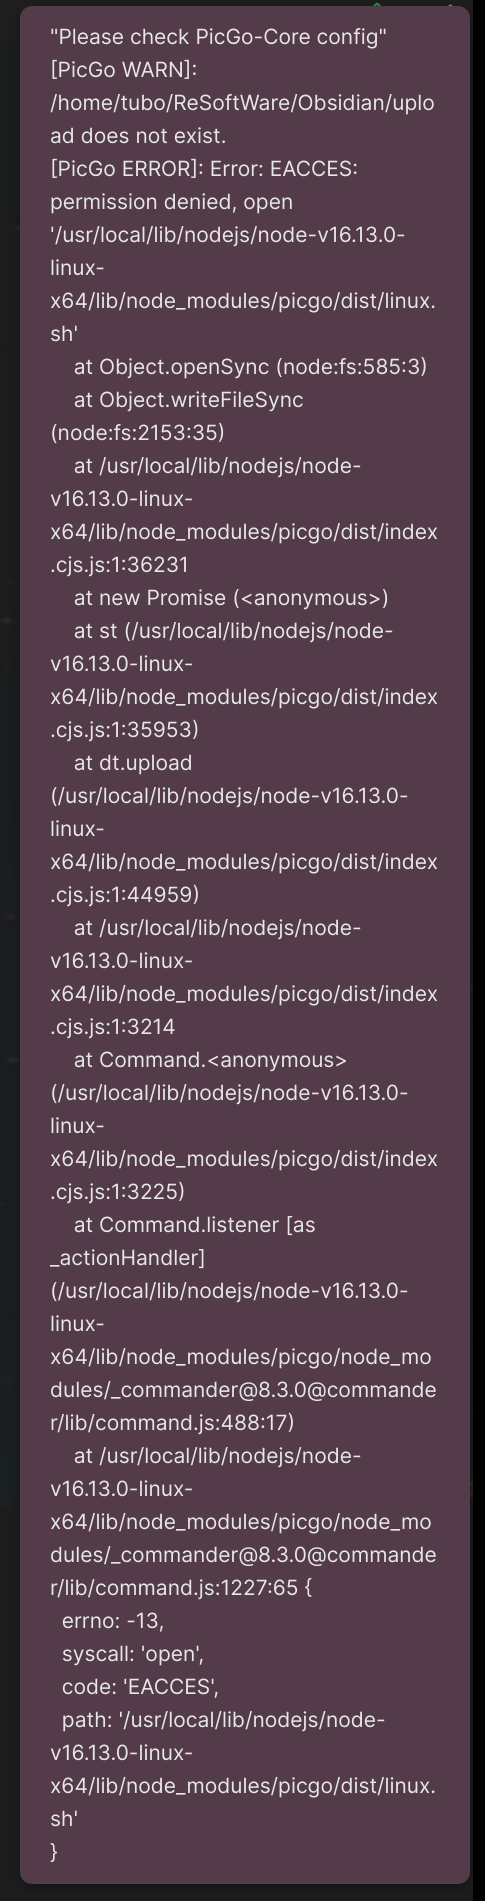 "Please check PicGo-Core config"
[PicGo WARN]:
/home/tubo/ReSoftWare/Obsidian/uplo
ad does not exist.
[PicGo ERROR]: Error: EACCES:
permission denied, open
'/usr/local/lib/nodejs/node-v16.13.0-
linux-
x64/lib/node_modules/picgo/dist/linux.
sh'
    at Object.openSync (node:fs:585:3)
    at Object.writeFileSync
(node:fs:2153:35)
    at /usr/local/lib/nodejs/node-
v16.13.0-linux-
x64/lib/node_modules/picgo/dist/index
.cjs.js:1:36231
    at new Promise (<anonymous>)
    at st (/usr/local/lib/nodejs/node-
v16.13.0-linux-
x64/lib/node_modules/picgo/dist/index
.cjs.js:1:35953)
    at dt.upload
(/usr/local/lib/nodejs/node-v16.13.0-
linux-
x64/lib/node_modules/picgo/dist/index
.cjs.js:1:44959)
    at /usr/local/lib/nodejs/node-
v16.13.0-linux-
x64/lib/node_modules/picgo/dist/index
.cjs.js:1:3214
    at Command.<anonymous>
(/usr/local/lib/nodejs/node-v16.13.0-
linux-
x64/lib/node_modules/picgo/dist/index
.cjs.js:1:3225)
    at Command.listener [as
_actionHandler]
(/usr/local/lib/nodejs/node-v16.13.0-
linux-
x64/lib/node_modules/picgo/node_mo
dules/_commander@8.3.0@commande
r/lib/command.js:488:17)
    at /usr/local/lib/nodejs/node-
v16.13.0-linux-
x64/lib/node_modules/picgo/node_mo
dules/_commander@8.3.0@commande
r/lib/command.js:1227:65 {
  errno: -13,
  syscall: 'open',
  code: 'EACCES',
  path: '/usr/local/lib/nodejs/node-
v16.13.0-linux-
x64/lib/node_modules/picgo/dist/linux.
sh'
}